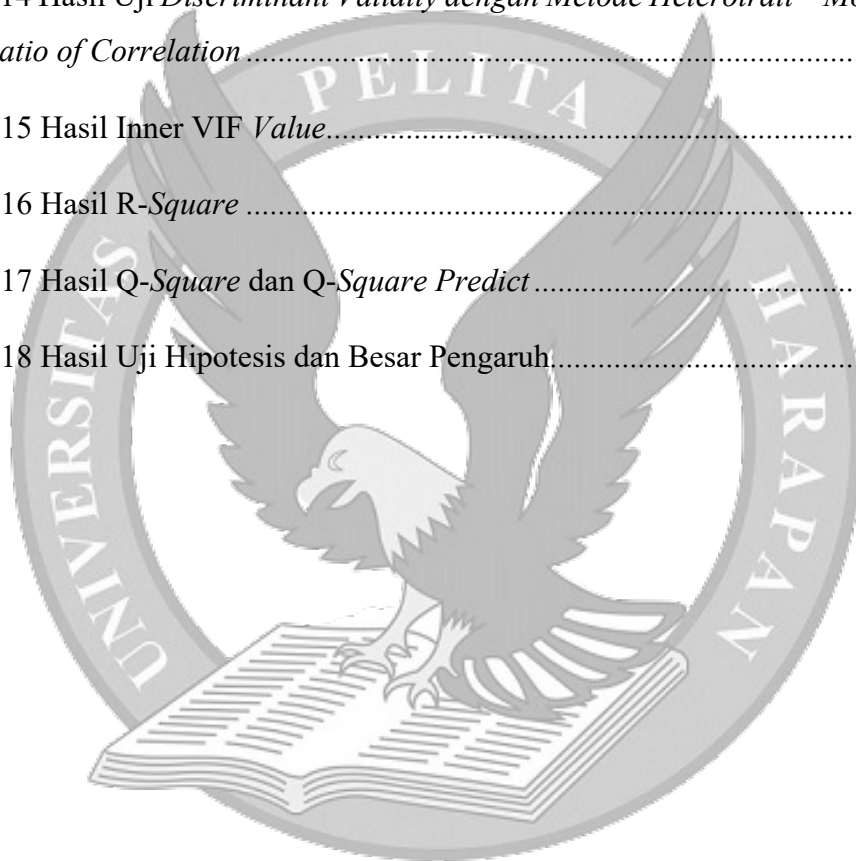 14 Hasil Uji Discriminant Validity dengan Metode Heterotrait – Mo
atio of Correlation ..........................................................................
15 Hasil Inner VIF Value.................................................................
16 Hasil R-Square ...........................................................................
17 Hasil Q-Square dan Q-Square Predict ........................................
18 Hasil Uji Hipotesis dan Besar Pengaruh......................................
UNIVERSITAS PELITA HARAPAN